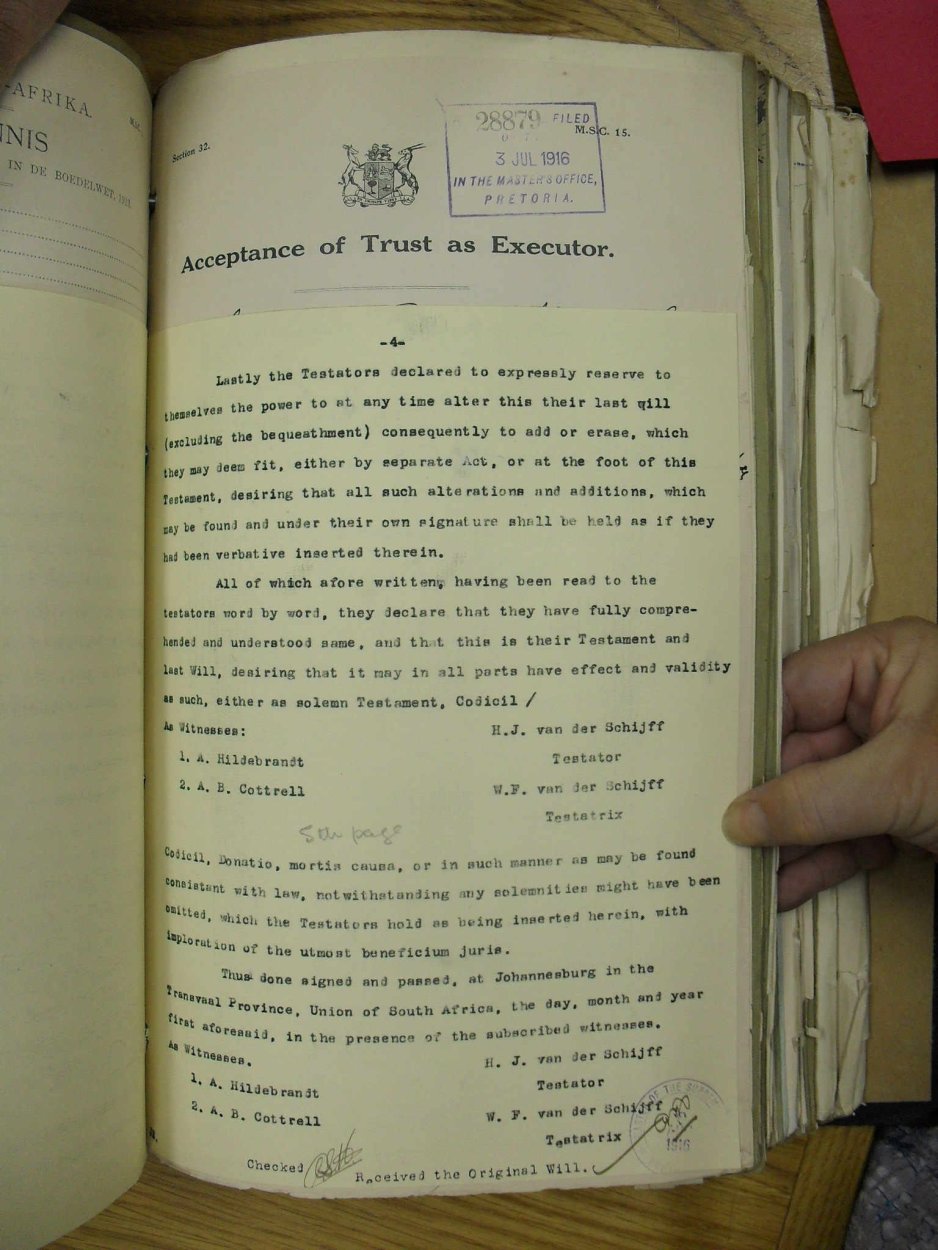 -AFRIKA.
NIS
IN DE BOEDELWET, 1913.
Section 32.
M.S.C. 15.
28879 FILED
3 JUL 1916
IN THE MASTER'S OFFICE,
PRETORIA.
Acceptance of Trust as Executor.
-4-
Lastly the Testators declared to expressly reserve to
themselves the power to at any time alter this their last qill
(excluding the bequeathment) consequently to add or erase, which
they may deem fit, either by separate Act, or at the foot of this
Testament, desiring that all such alterations and additions, which
may be found and under their own signature shall be held as if they
had been verbative inserted therein.
All of which afore written, having been read to the
testators word by word, they declare that they have fully compre-
hended and understood same, and that this is their Testament and
last Will, desiring that it may in all parts have effect and validity
as such, either as solemn Testament, Codicil /
As Witnesses:
H.J. van der Schijff
1. A. Hildebrandt
Testator
2. A. B. Cottrell
W.F. van der Schijff
Testatrix
5th page
Codicil, Donatio, mortis causa, or in such manner as may be found
consistant with law, notwithstanding any solemnities might have been
omitted, which the Testators hold as being inserted herein, with
imploration of the utmost beneficium juris.
Thus done signed and passed, at Johannesburg in the
Transvaal Province, Union of South Africa, the day, month and year
first aforesaid, in the presence of the subscribed witnesses.
As Witnesses.
H. J. van der Schijff
1. A. Hildebrandt
Testator
2. A. B. Cottrell
W. F. van der Schijff
Testatrix
OF THE
1916
Checked
Received the Original Will.